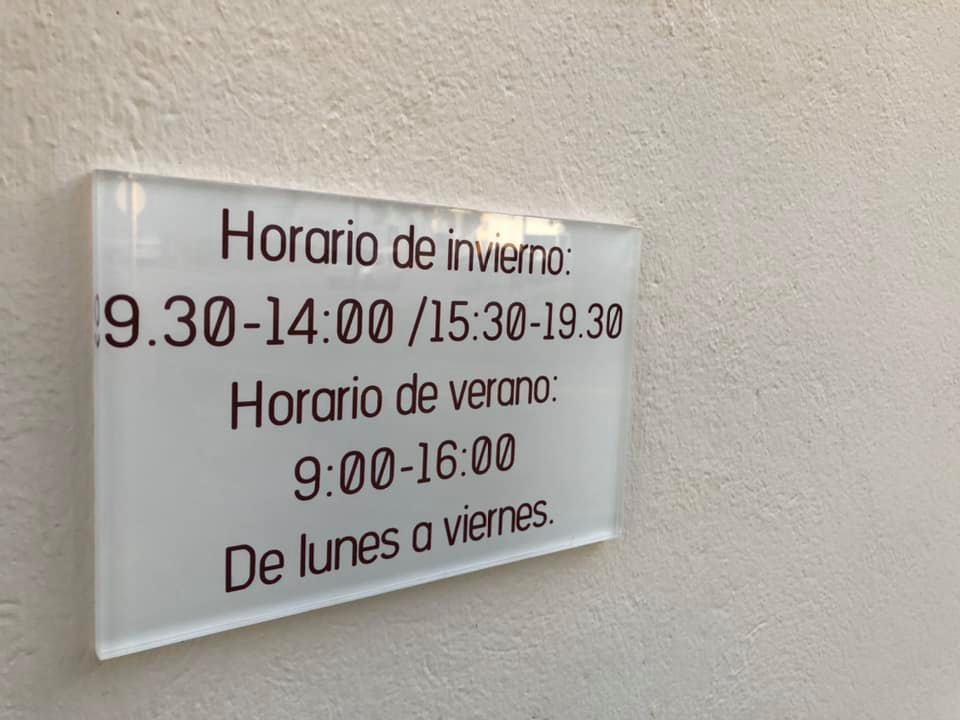 Horario de invierno:
9.30-14:00 /15:30-19.30
Horario de verano:
9:00-16:00
De lunes a viernes.